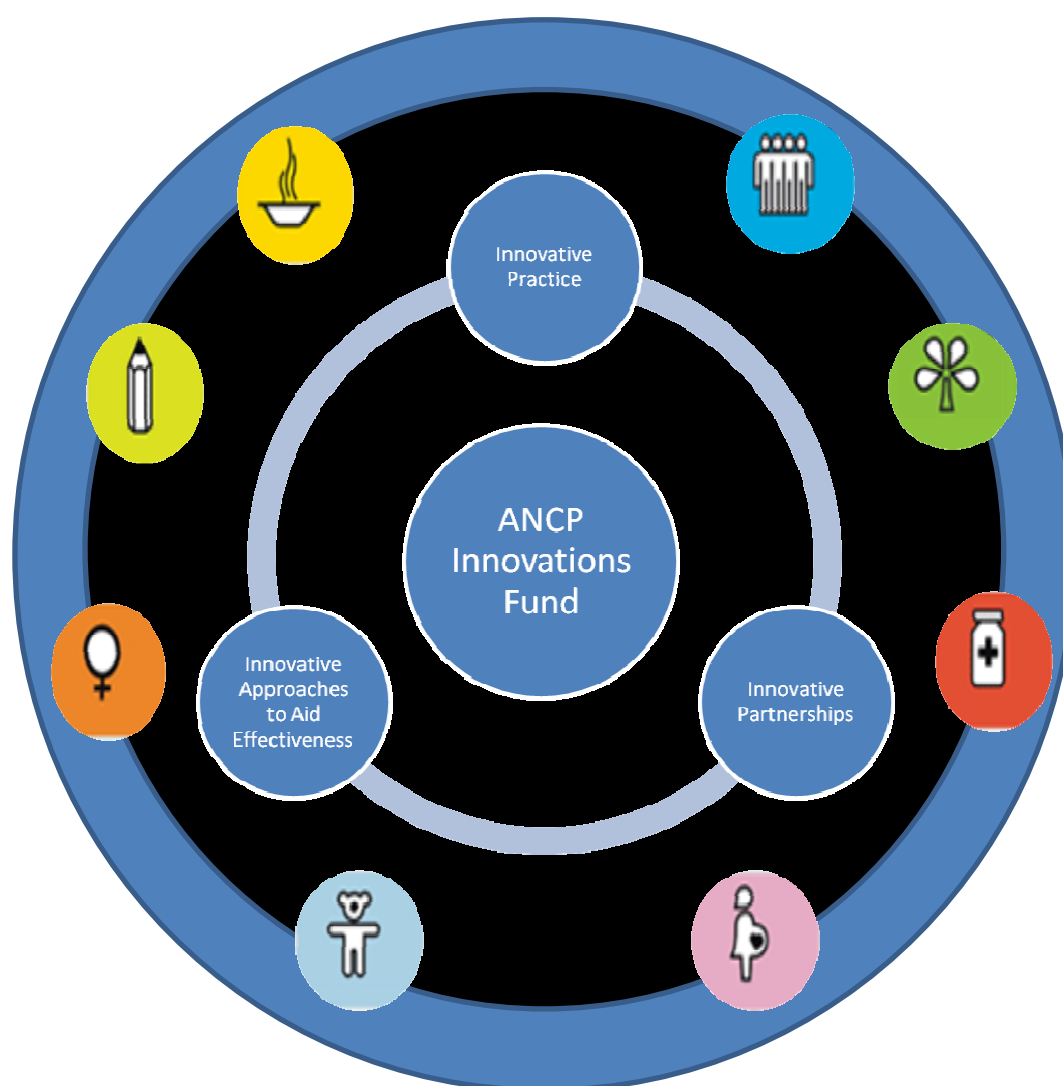 Innovative
Practice
ANCP
Innovations
Fund
Innovative
Approaches
to Aid
Effectiveness
Innovative
Partnerships